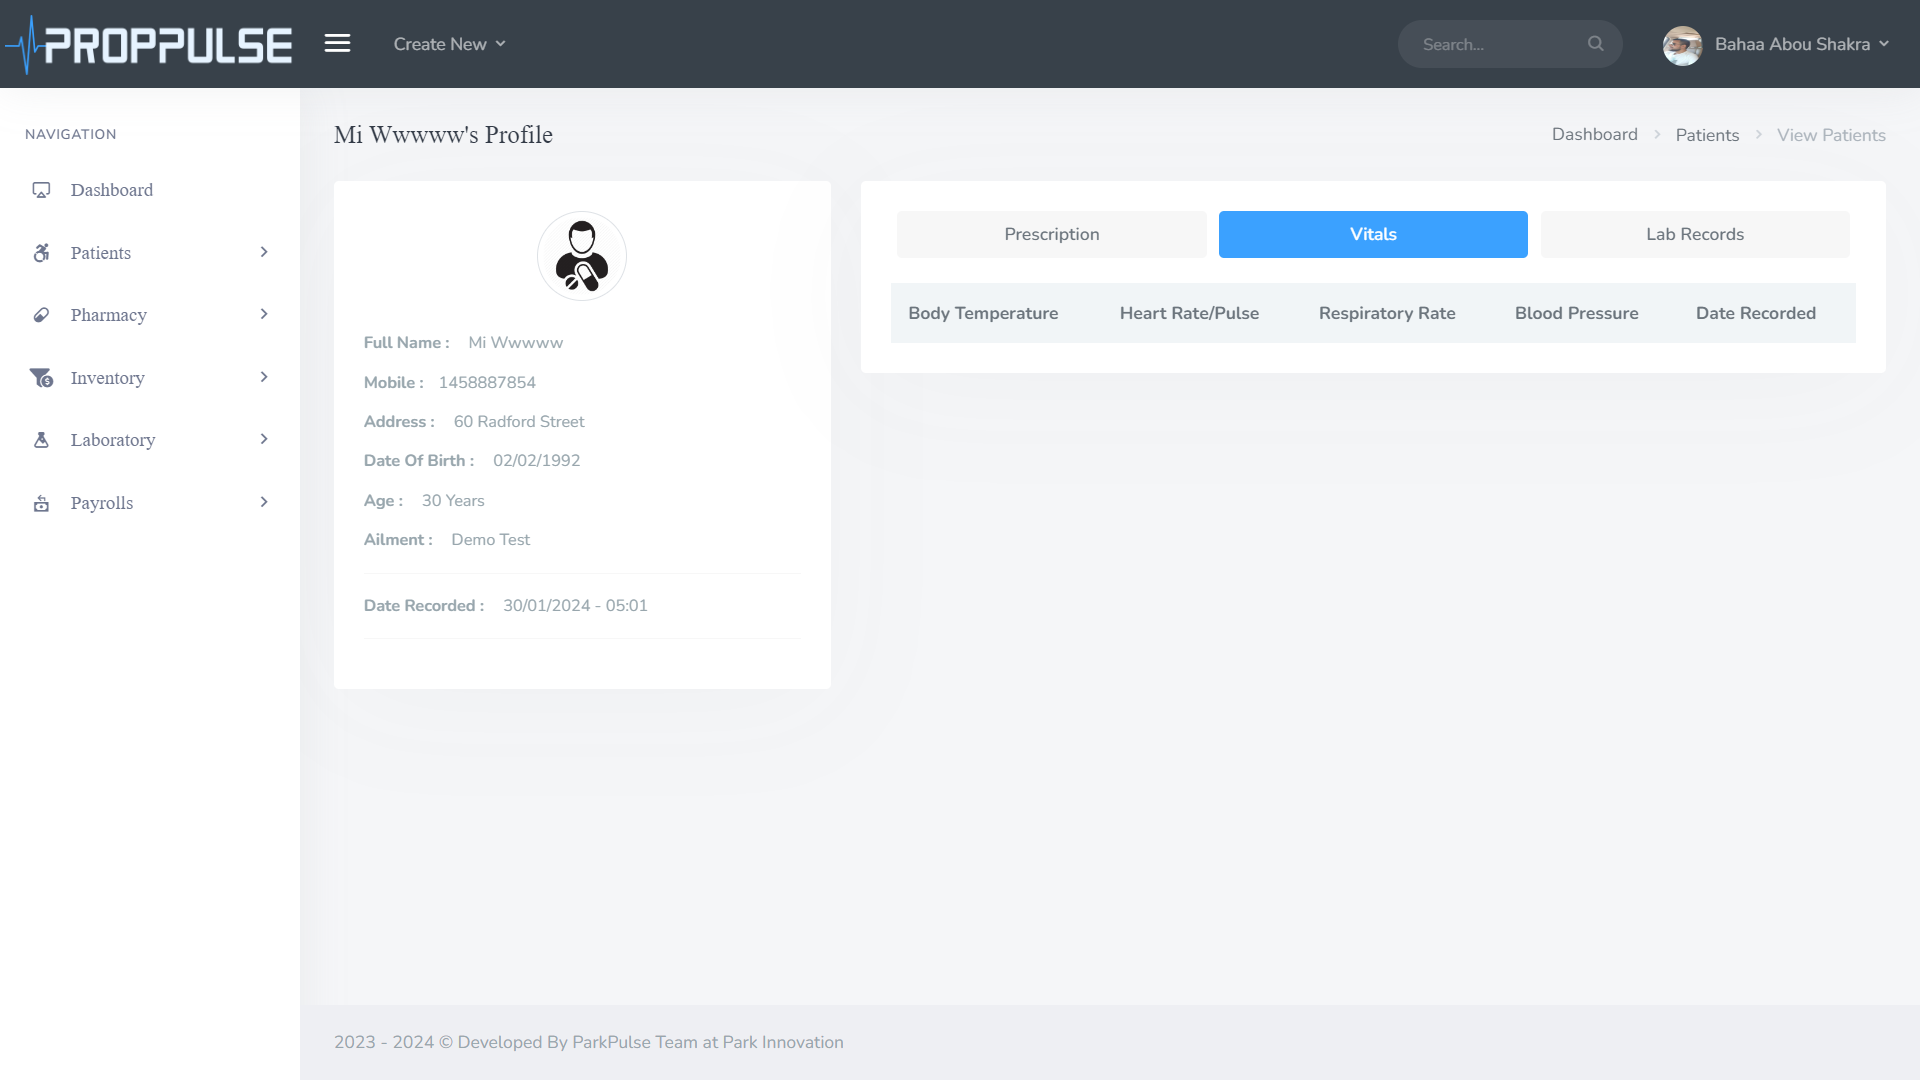 PROPPULSE
Create New
Search...
Bahaa Abou Shakra
NAVIGATION
Dashboard
Patients
Pharmacy
Inventory
Laboratory
Payrolls
Mi Wwwww's Profile
Dashboard > Patients > View Patients
Full Name : Mi Wwwww
Mobile : 1458887854
Address : 60 Radford Street
Date Of Birth : 02/02/1992
Age : 30 Years
Ailment : Demo Test
Date Recorded : 30/01/2024 - 05:01
Prescription Vitals Lab Records
Body Temperature Heart Rate/Pulse Respiratory Rate Blood Pressure Date Recorded
2023 - 2024 © Developed By ParkPulse Team at Park Innovation